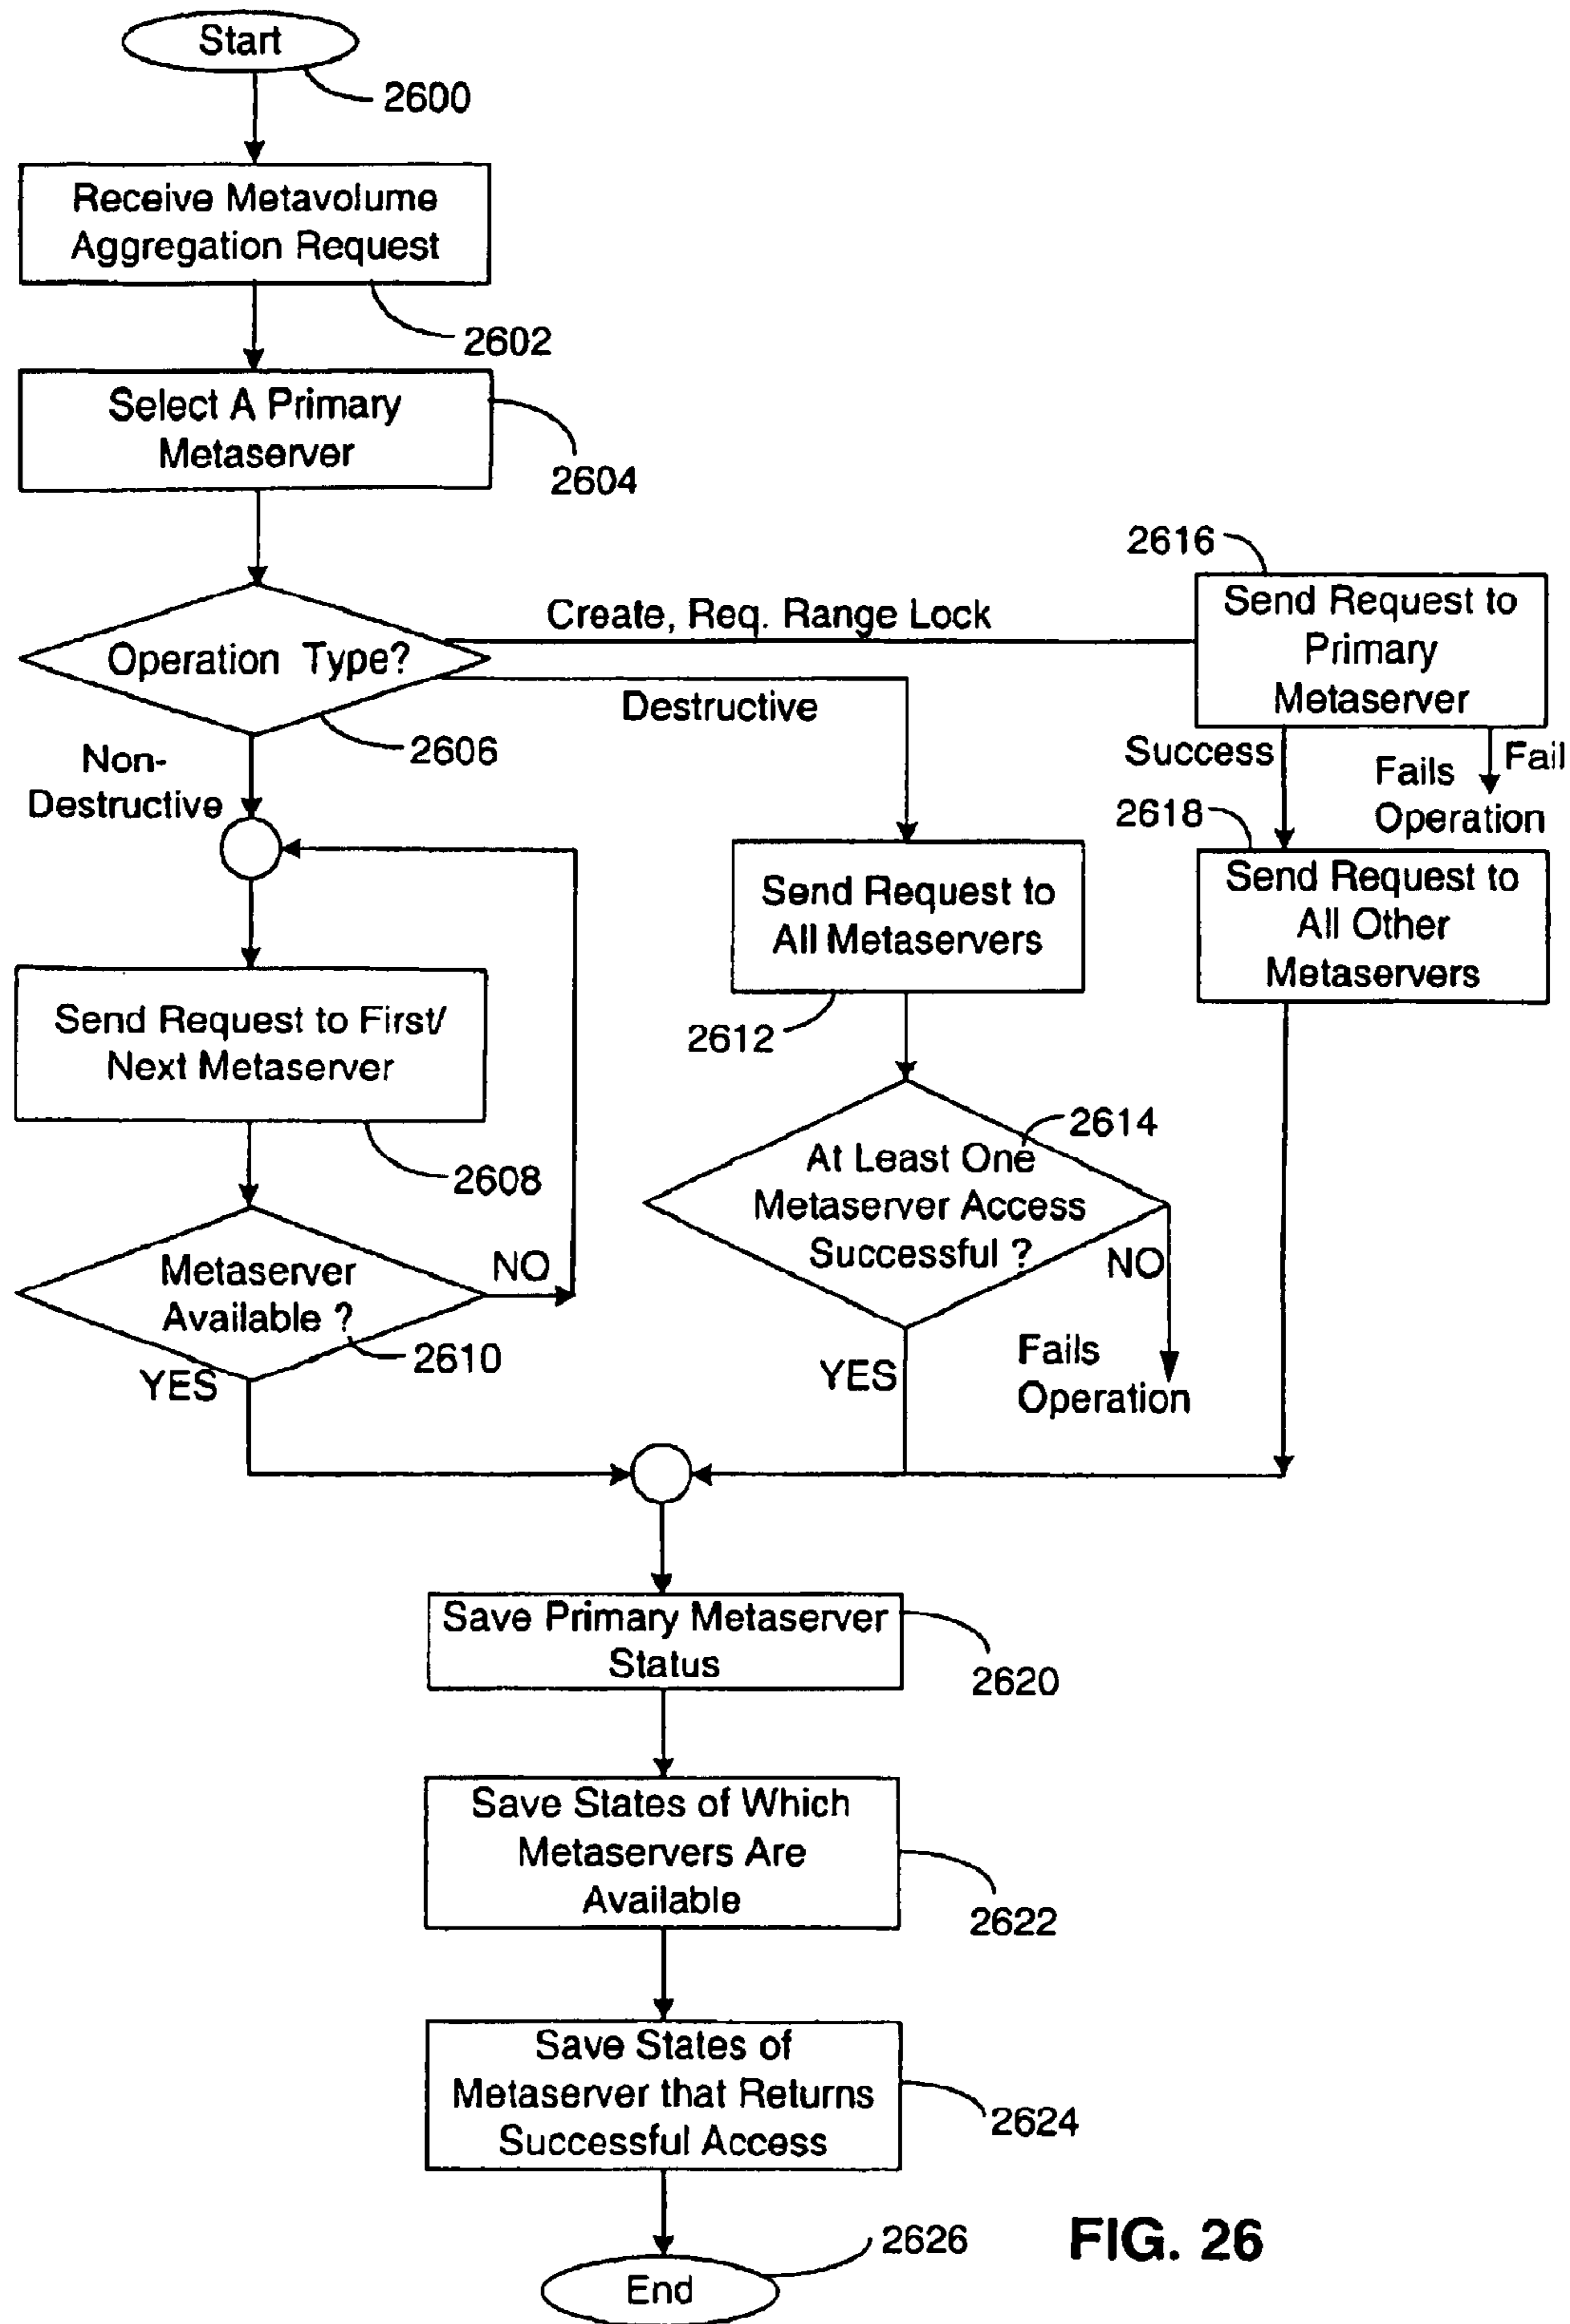 Start
2600
Receive Metavolume
Aggregation Request
2602
Select A Primary
Metaserver
2604
Operation Type?
2606
Create, Req. Range Lock
Destructive
Non-
Destructive
2616
Send Request to
Primary
Metaserver
Success
Fail
Fails
Operation
2618
Send Request to
All Other
Metaservers
Send Request to
All Metaservers
2612
Send Request to First/
Next Metaserver
2608
2614
At Least One
Metaserver Access
Successful ?
NO
Fails
Operation
YES
Metaserver
Available ?
NO
2610
YES
Save Primary Metaserver
Status
2620
Save States of Which
Metaservers Are
Available
2622
Save States of
Metaserver that Returns
Successful Access
2624
2626
End
FIG. 26